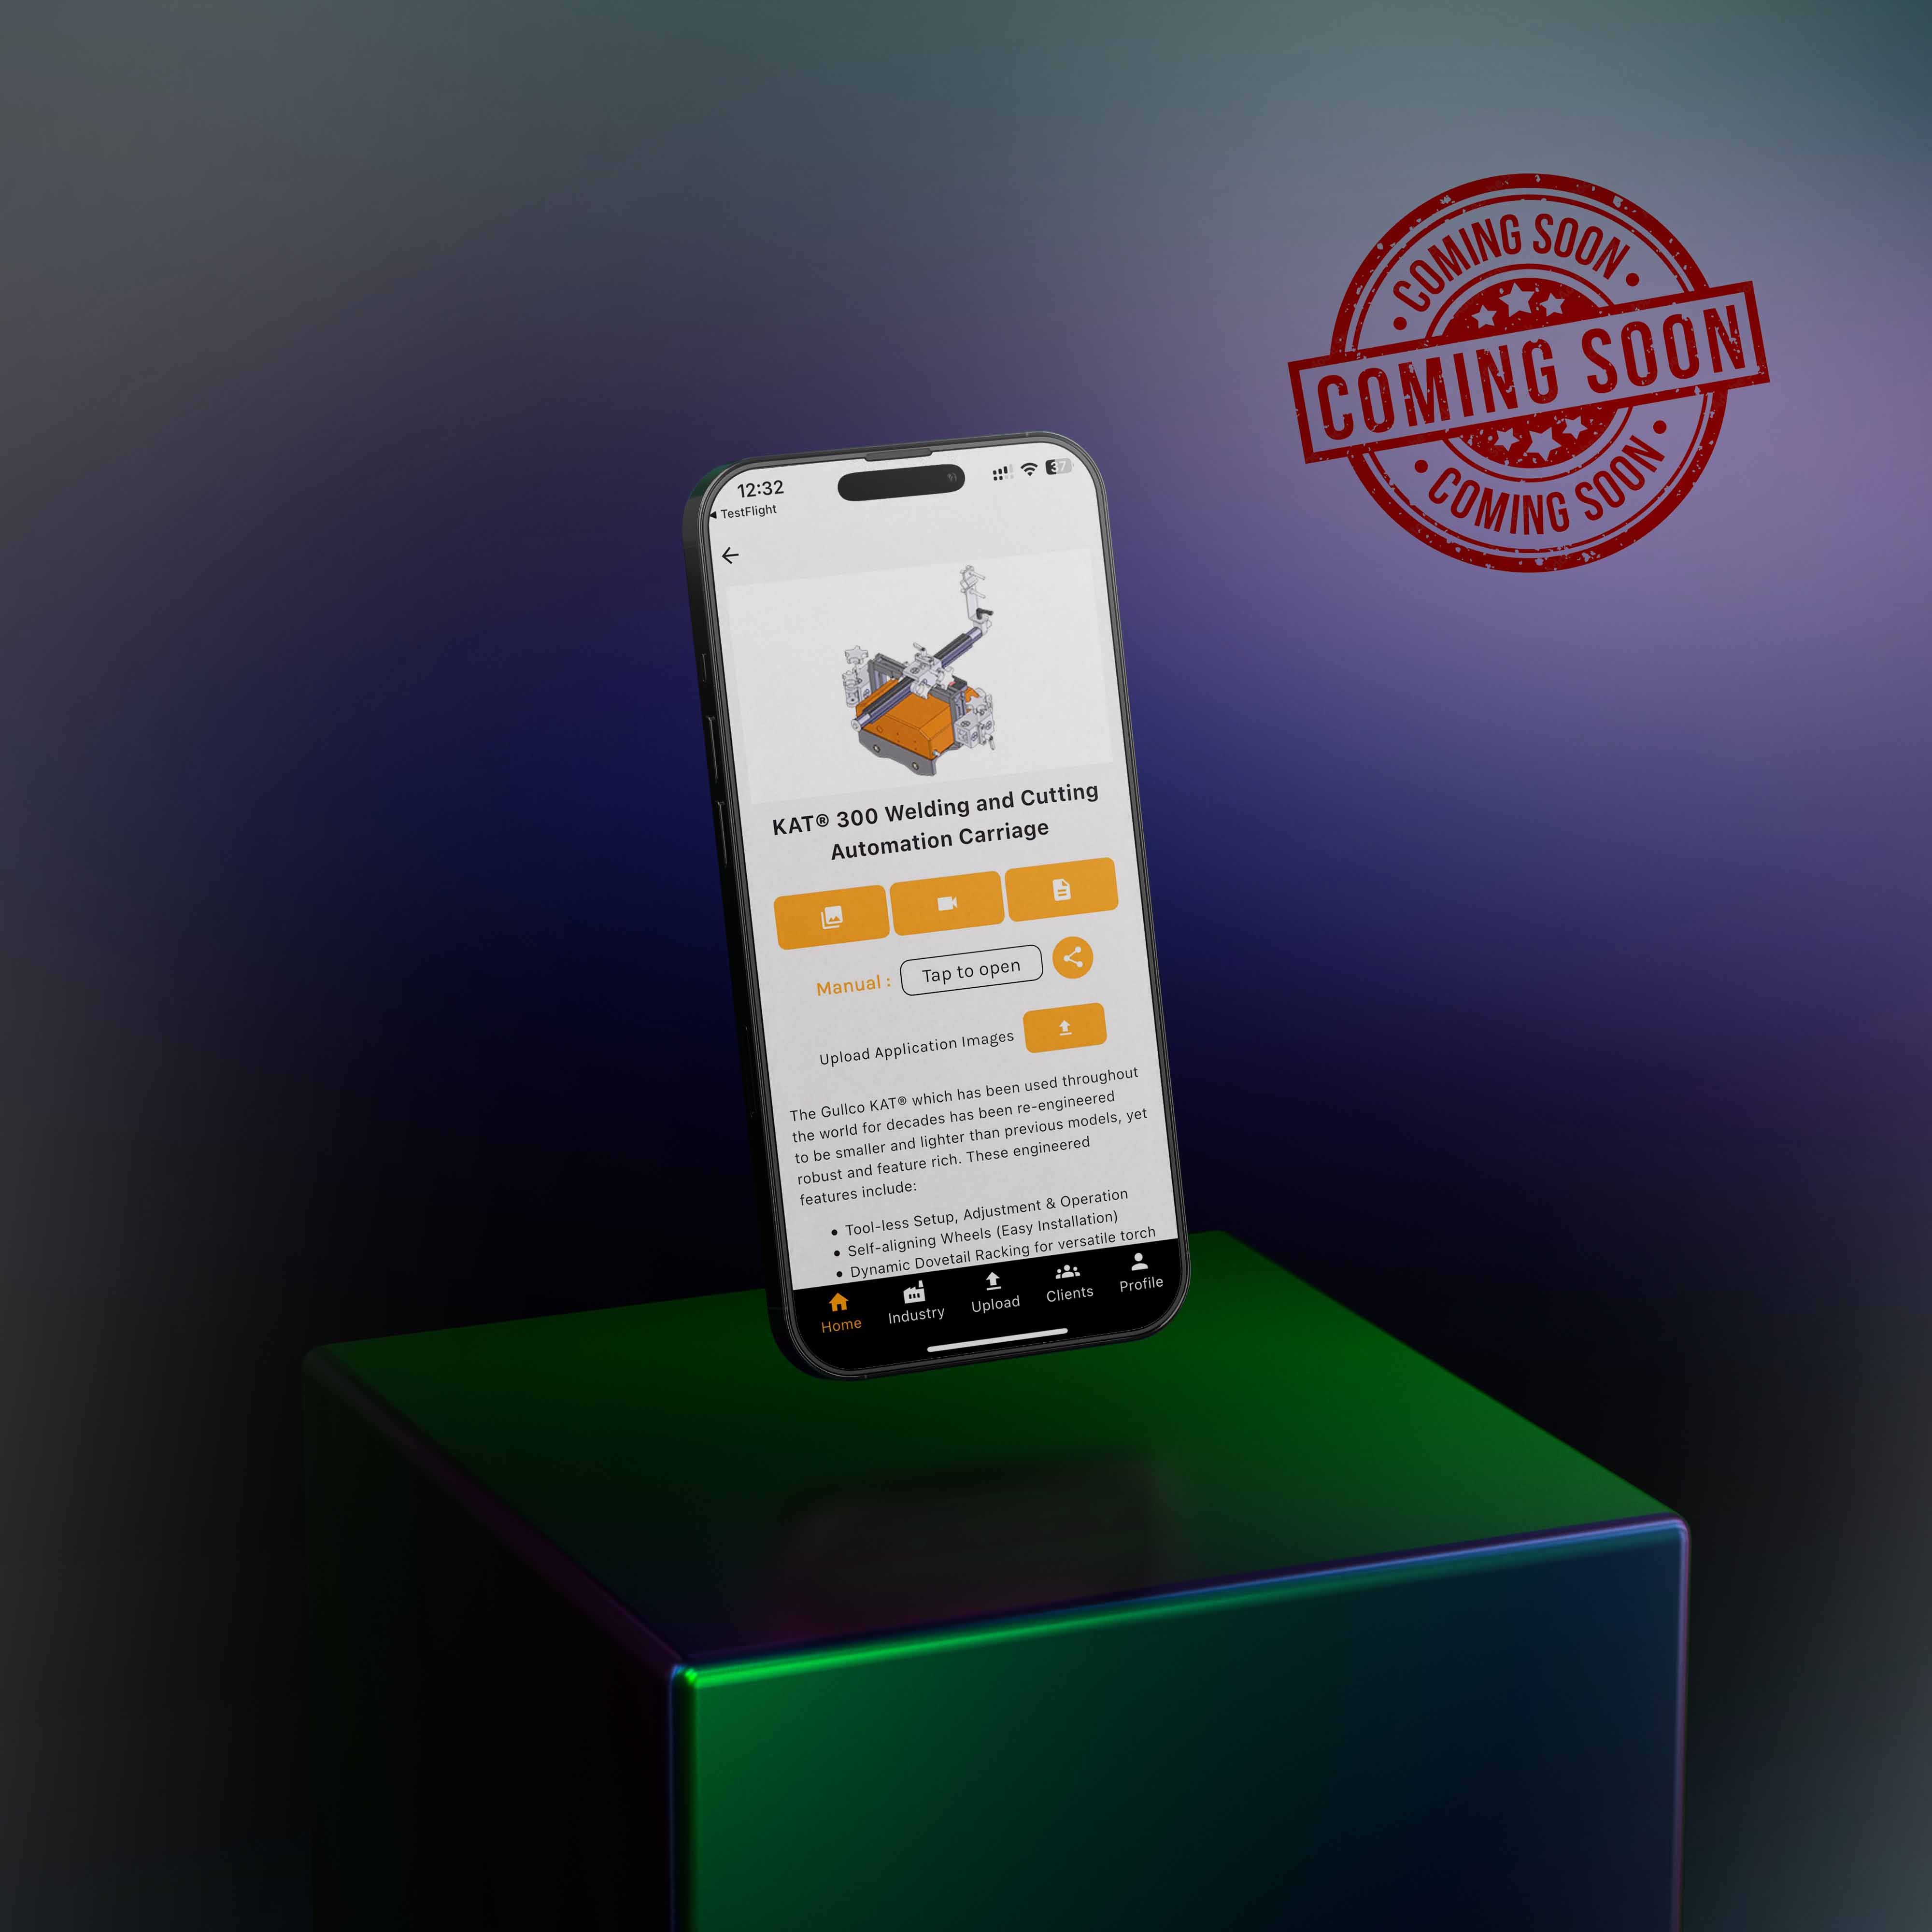 COMING SOON
COMING SOON
COMING SOON
12:32
37
TestFlight
KAT® 300 Welding and Cutting
Automation Carriage
Manual :
Tap to open
Upload Application Images
The Gullco KAT® which has been used throughout
the world for decades has been re-engineered
to be smaller and lighter than previous models, yet
robust and feature rich. These engineered
features include:
• Tool-less Setup, Adjustment & Operation
• Self-aligning Wheels (Easy Installation)
• Dynamic Dovetail Racking for versatile torch
Home
Industry
Upload
Clients
Profile